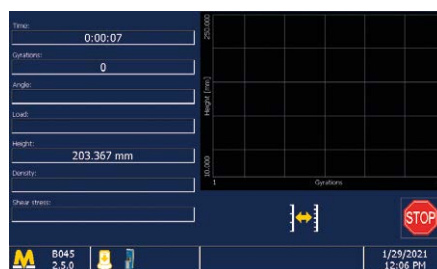 Time:
0:00:07
Gyrations:
0
Angle:
Load:
Height:
203.367 mm
Density:
Shear stress:
250.000
Height [mm]
10.000
1
Gyrations
STOP
B045
2.5.0
1/29/2021
12:06 PM